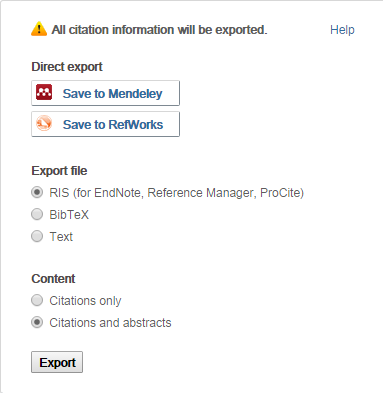 All citation information will be exported.
Help
Direct export
Save to Mendeley
Save to RefWorks
Export file
RIS (for EndNote, Reference Manager, ProCite)
BibTeX
Text
Content
Citations only
Citations and abstracts
Export